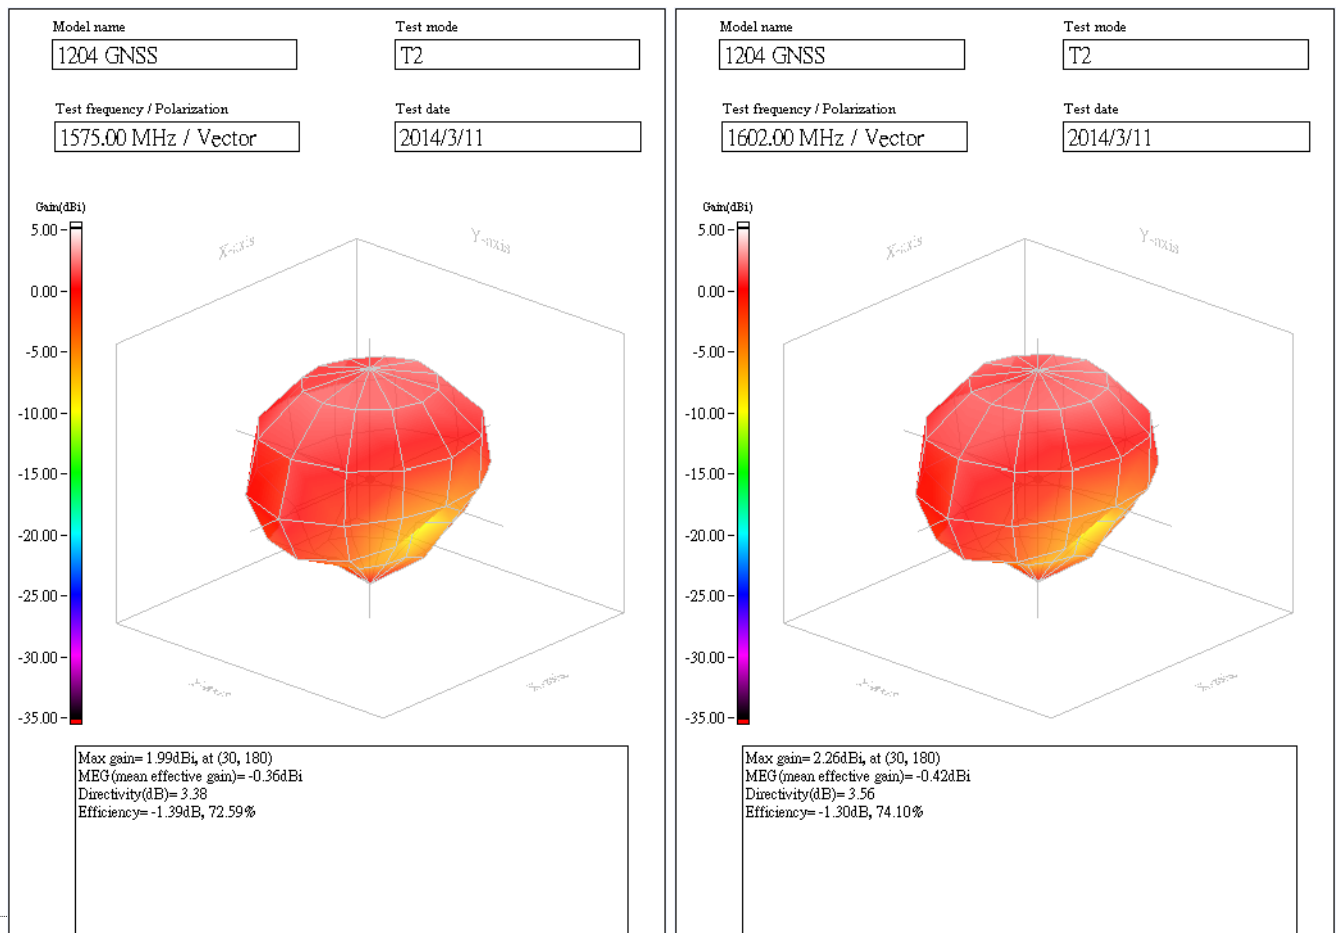 Model name
Test mode
1204 GNSS
T2
Test frequency / Polarization
Test date
1575.00 MHz / Vector
2014/3/11
Gain(dBi)
5.00
0.00
-5.00
-10.00
-15.00
-20.00
-25.00
-30.00
-35.00
X-axis
Y-axis
Max gain= 1.99dBi, at (30, 180)
MEG(mean effective gain)= -0.36dBi
Directivity(dB)= 3.38
Efficiency= -1.39dB, 72.59%
Model name
Test mode
1204 GNSS
T2
Test frequency / Polarization
Test date
1602.00 MHz / Vector
2014/3/11
Gain(dBi)
5.00
0.00
-5.00
-10.00
-15.00
-20.00
-25.00
-30.00
-35.00
X-axis
Y-axis
Max gain= 2.26dBi, at (30, 180)
MEG(mean effective gain)= -0.42dBi
Directivity(dB)= 3.56
Efficiency= -1.30dB, 74.10%